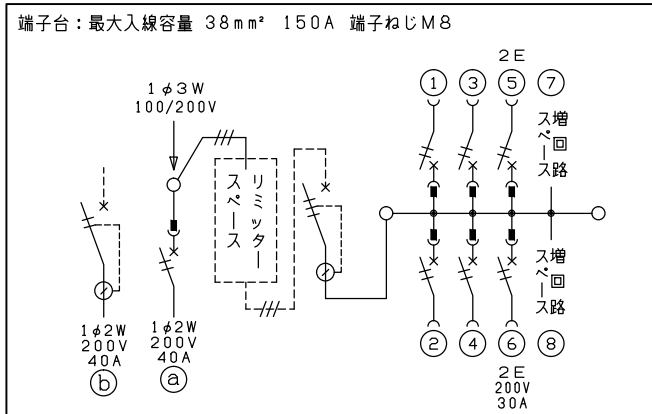 端子台：最大入線容量 38mm² 150A 端子ねじM8
1φ3W
100/200V
リミッター
スペース
2E
① ③ ⑤ ⑦
増回路
スペース
増回路
スペース
② ④ ⑥ ⑧
2E
200V
30A
1φ2W
200V
40A
ⓑ
1φ2W
200V
40A
ⓐ